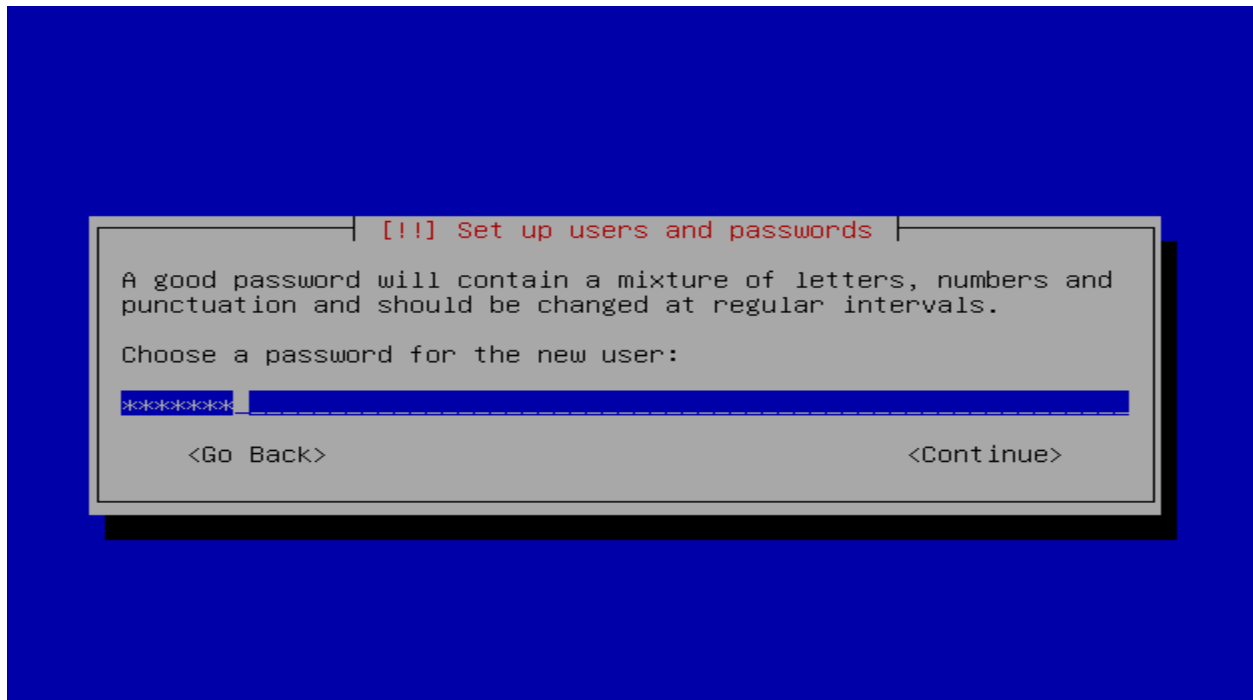 [!!] Set up users and passwords
A good password will contain a mixture of letters, numbers and
punctuation and should be changed at regular intervals.
Choose a password for the new user:
*******
<Go Back> <Continue>